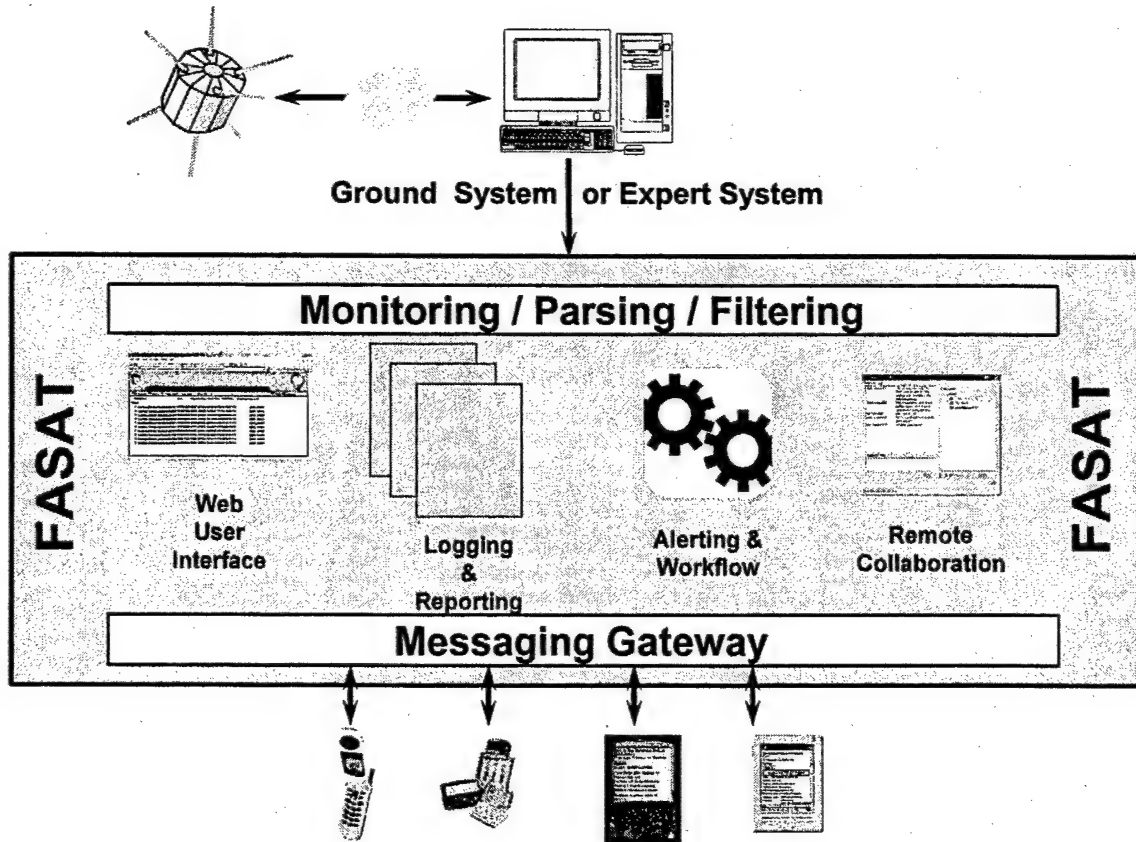 Ground System or Expert System
Monitoring / Parsing / Filtering
FASAT
Web
User
Interface
Logging
&
Reporting
Alerting &
Workflow
Remote
Collaboration
FASAT
Messaging Gateway